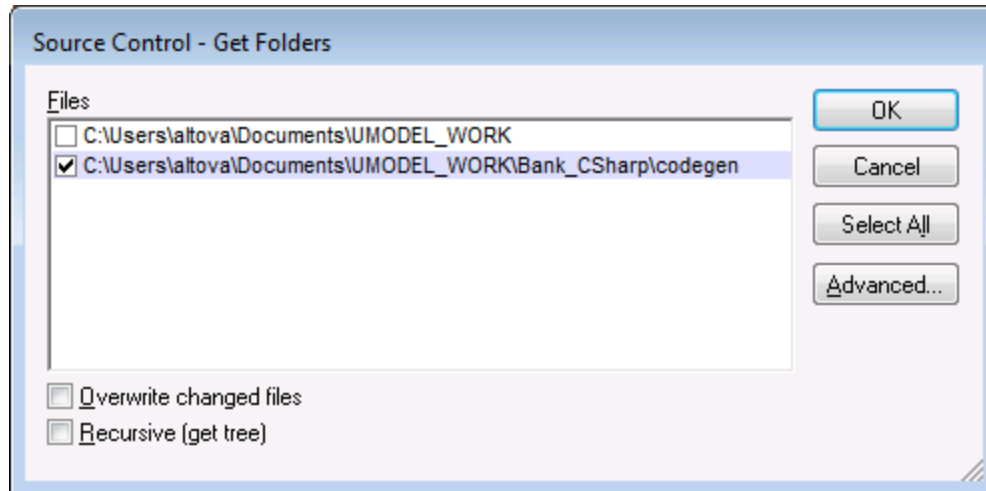 Source Control - Get Folders
Files
C:\Users\altova\Documents\UMODEL_WORK
C:\Users\altova\Documents\UMODEL_WORK\Bank_CSharp\codegen
OK
Cancel
Select All
Advanced...
Overwrite changed files
Recursive (get tree)